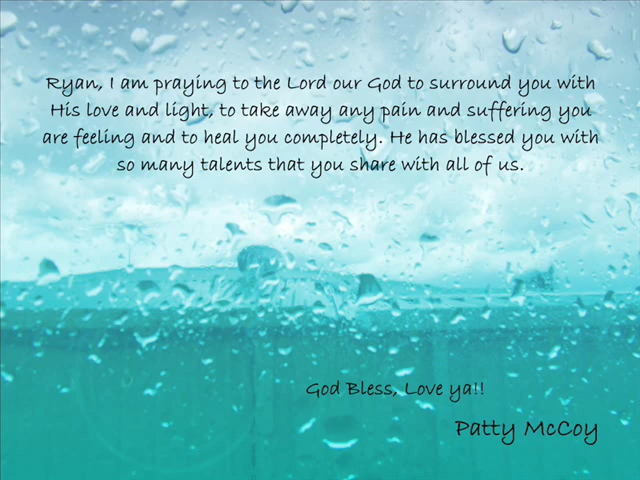 Ryan, I am praying to the Lord our God to surround you with
His love and light, to take away any pain and suffering you
are feeling and to heal you completely. He has blessed you with
so many talents that you share with all of us.
God Bless, Love ya!!
Patty McCoy